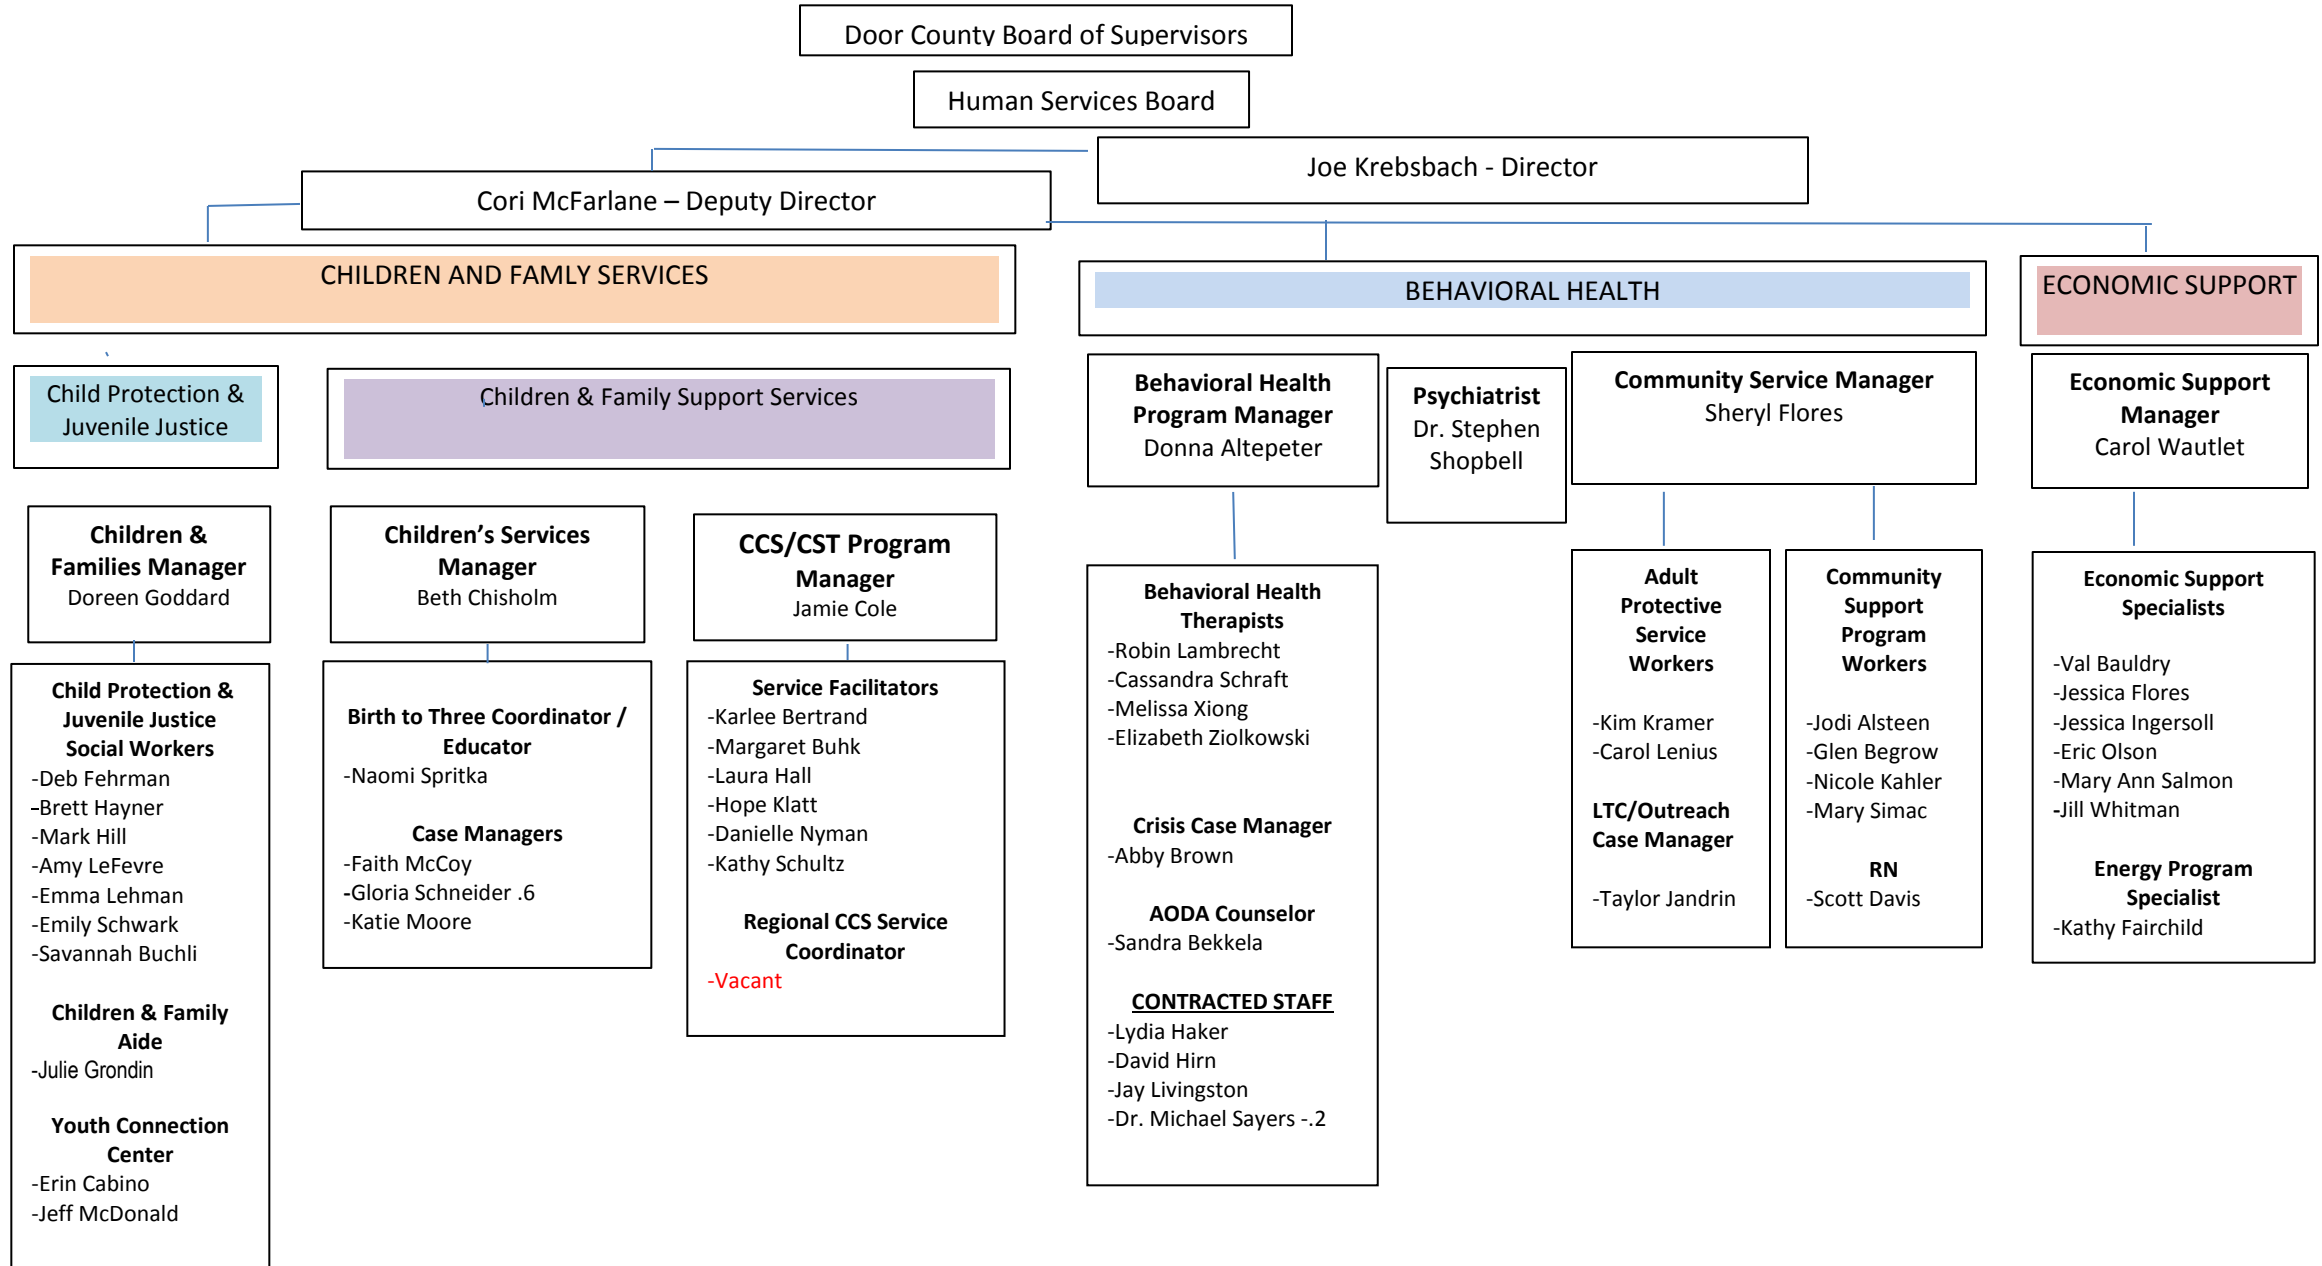 Door County Board of Supervisors
Human Services Board
Joe Krebsbach - Director
Cori McFarlane – Deputy Director
CHILDREN AND FAMLY SERVICES
BEHAVIORAL HEALTH
ECONOMIC SUPPORT
Child Protection &
Juvenile Justice
Children & Family Support Services
Behavioral Health
Program Manager
Donna Altepeter
Psychiatrist
Dr. Stephen
Shopbell
Community Service Manager
Sheryl Flores
Economic Support
Manager
Carol Wautlet
Children &
Families Manager
Doreen Goddard
Children’s Services
Manager
Beth Chisholm
CCS/CST Program
Manager
Jamie Cole
Child Protection &
Juvenile Justice
Social Workers
-Deb Fehrman
-Brett Hayner
-Mark Hill
-Amy LeFevre
-Emma Lehman
-Emily Schwark
-Savannah Buchli
Children & Family
Aide
-Julie Grondin
Youth Connection
Center
-Erin Cabino
-Jeff McDonald
Birth to Three Coordinator /
Educator
-Naomi Spritka
Case Managers
-Faith McCoy
-Gloria Schneider .6
-Katie Moore
Service Facilitators
-Karlee Bertrand
-Margaret Buhk
-Laura Hall
-Hope Klatt
-Danielle Nyman
-Kathy Schultz
Regional CCS Service
Coordinator
-Vacant
Behavioral Health
Therapists
-Robin Lambrecht
-Cassandra Schraft
-Melissa Xiong
-Elizabeth Ziolkowski
Crisis Case Manager
-Abby Brown
AODA Counselor
-Sandra Bekkela
CONTRACTED STAFF
-Lydia Haker
-David Hirn
-Jay Livingston
-Dr. Michael Sayers -.2
Adult
Protective
Service
Workers
-Kim Kramer
-Carol Lenius
LTC/Outreach
Case Manager
-Taylor Jandrin
Community
Support
Program
Workers
-Jodi Alsteen
-Glen Begrow
-Nicole Kahler
-Mary Simac
RN
-Scott Davis
Economic Support
Specialists
-Val Bauldry
-Jessica Flores
-Jessica Ingersoll
-Eric Olson
-Mary Ann Salmon
-Jill Whitman
Energy Program
Specialist
-Kathy Fairchild